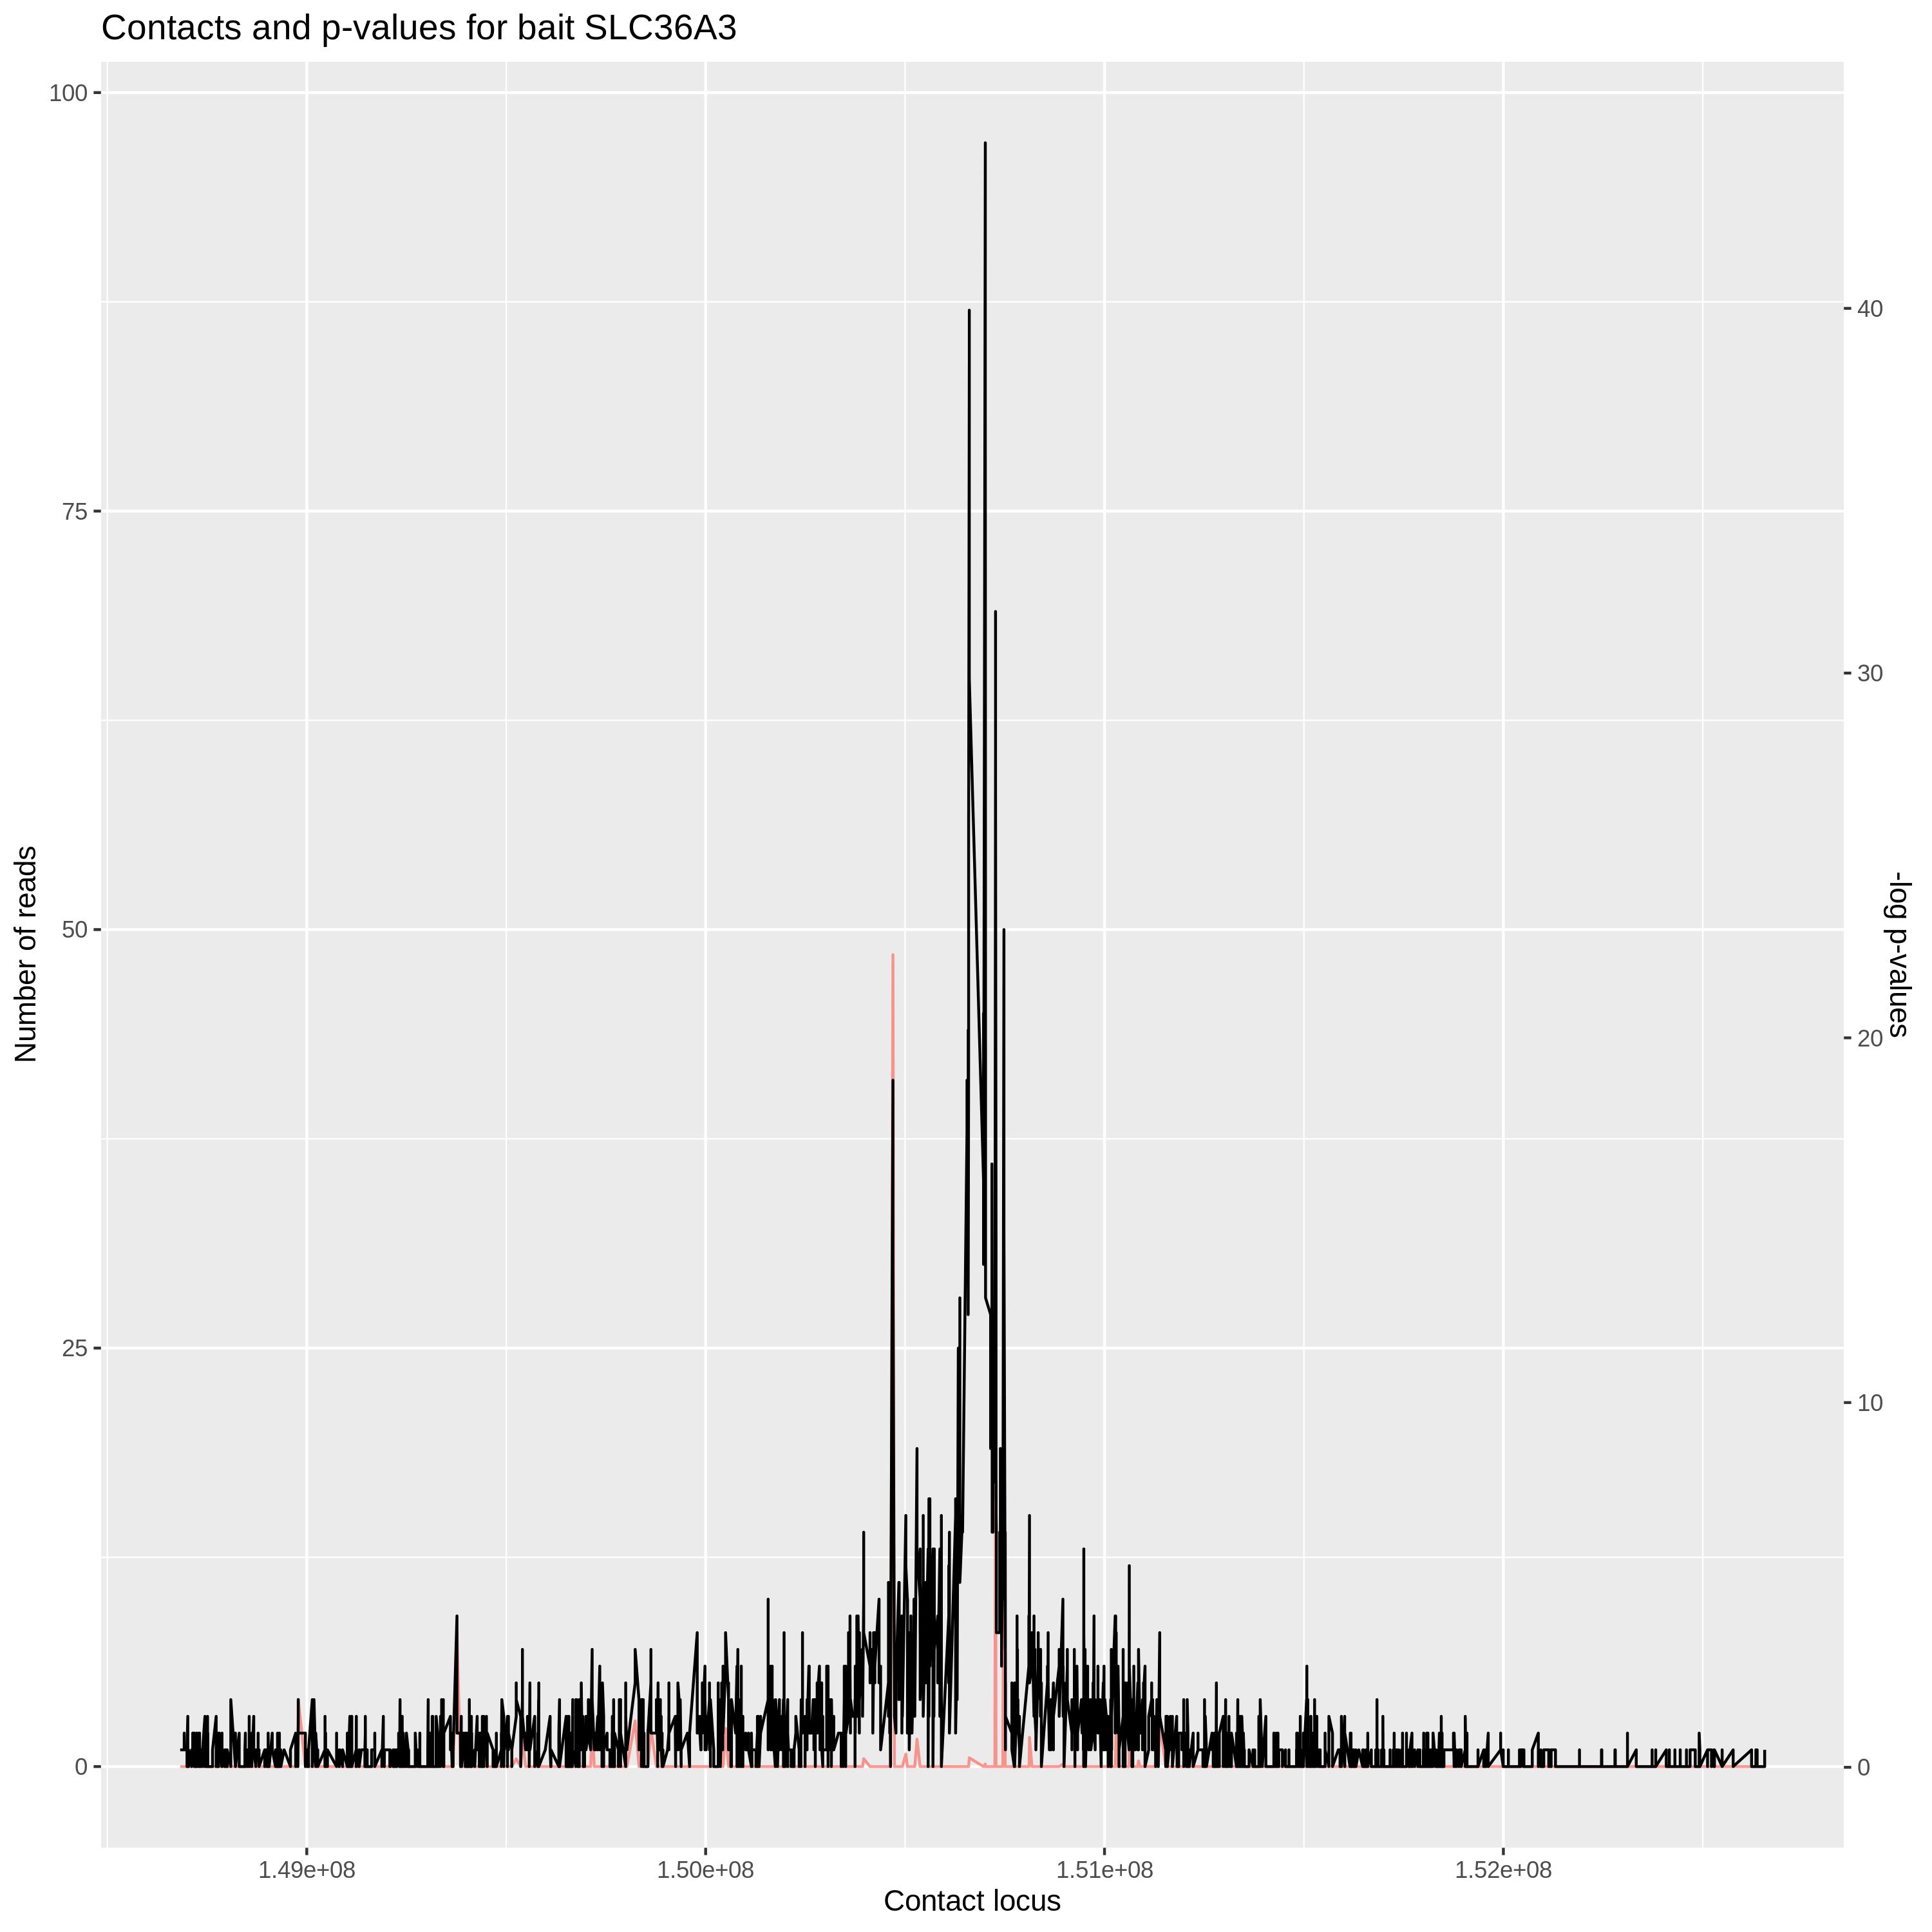 Contacts and p-values for bait SLC36A3
100
75
50
25
0
Number of reads
40
30
20
10
0
-log p-values
1.49e+08
1.50e+08
1.51e+08
1.52e+08
Contact locus